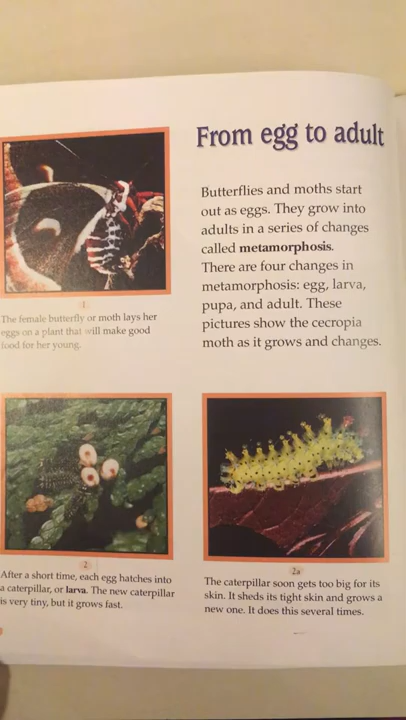 From egg to adult
Butterflies and moths start
out as eggs. They grow into
adults in a series of changes
called metamorphosis.
There are four changes in
metamorphosis: egg, larva,
pupa, and adult. These
pictures show the cecropia
moth as it grows and changes.
1
The female butterfly or moth lays her
eggs on a plant that will make good
food for her young.
2
After a short time, each egg hatches into
a caterpillar, or larva. The new caterpillar
is very tiny, but it grows fast.
2a
The caterpillar soon gets too big for its
skin. It sheds its tight skin and grows a
new one. It does this several times.